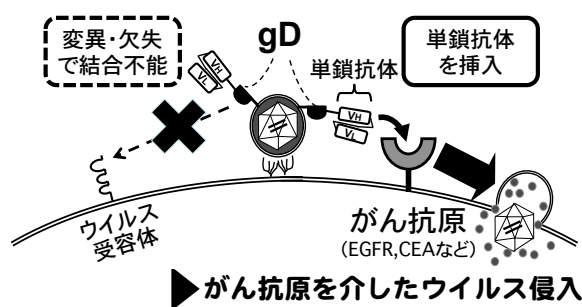 変異・欠失
で結合不能
gD
単鎖抗体
単鎖抗体
を挿入
VH
VL
VH
VL
ウイルス
受容体
がん抗原
(EGFR,CEAなど)
▶がん抗原を介したウイルス侵入